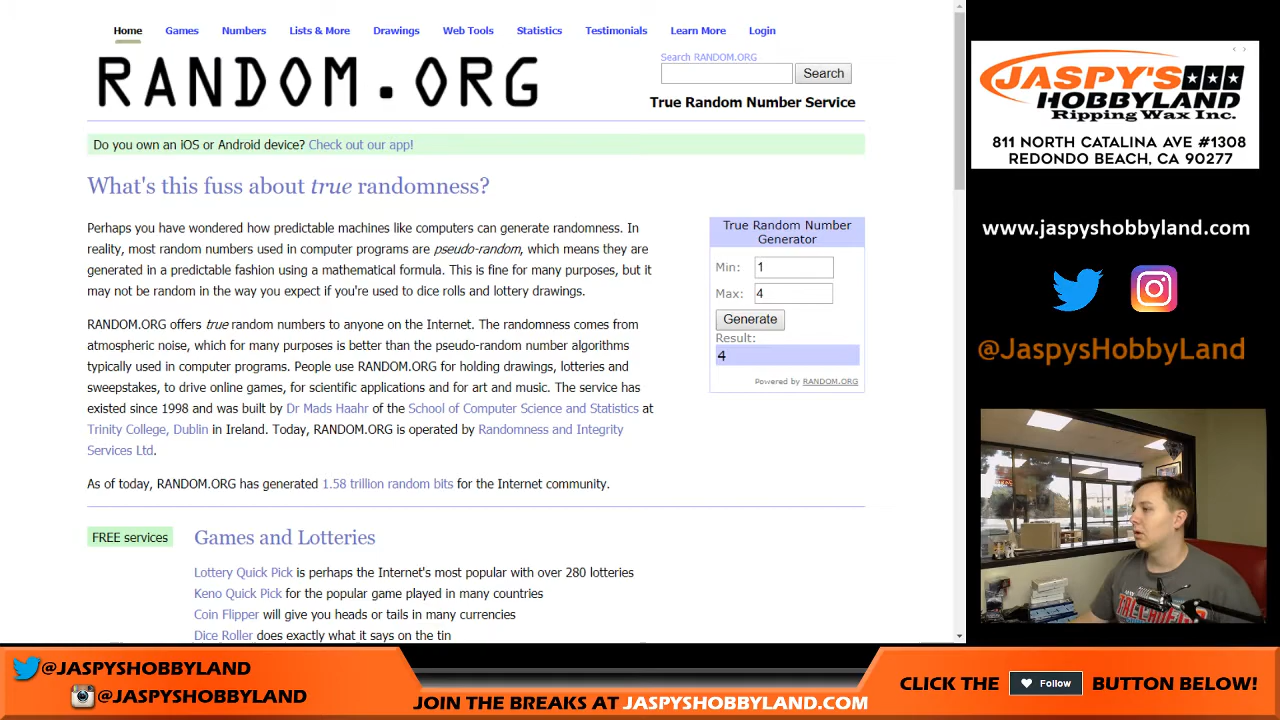 Home Games Numbers Lists & More Drawings Web Tools Statistics Testimonials Learn More Login
RANDOM.ORG
Search RANDOM.ORG
Search
True Random Number Service
Do you own an iOS or Android device? Check out our app!
What's this fuss about true randomness?
Perhaps you have wondered how predictable machines like computers can generate randomness. In
reality, most random numbers used in computer programs are pseudo-random, which means they are
generated in a predictable fashion using a mathematical formula. This is fine for many purposes, but it
may not be random in the way you expect if you're used to dice rolls and lottery drawings.
RANDOM.ORG offers true random numbers to anyone on the Internet. The randomness comes from
atmospheric noise, which for many purposes is better than the pseudo-random number algorithms
typically used in computer programs. People use RANDOM.ORG for holding drawings, lotteries and
sweepstakes, to drive online games, for scientific applications and for art and music. The service has
existed since 1998 and was built by Dr Mads Haahr of the School of Computer Science and Statistics at
Trinity College, Dublin in Ireland. Today, RANDOM.ORG is operated by Randomness and Integrity
Services Ltd.
As of today, RANDOM.ORG has generated 1.58 trillion random bits for the Internet community.
True Random Number
Generator
Min: 1
Max: 4
Generate
Result:
4
Powered by RANDOM.ORG
FREE services
Games and Lotteries
Lottery Quick Pick is perhaps the Internet's most popular with over 280 lotteries
Keno Quick Pick for the popular game played in many countries
Coin Flipper will give you heads or tails in many currencies
Dice Roller does exactly what it says on the tin
JASPY'S
HOBBYLAND
Ripping Wax Inc.
811 NORTH CATALINA AVE #1308
REDONDO BEACH, CA 90277
www.jaspyshobbyland.com
@JaspysHobbyLand
@JASPYSHOBBYLAND
@JASPYSHOBBYLAND
JOIN THE BREAKS AT JASPYSHOBBYLAND.COM
CLICK THE Follow BUTTON BELOW!